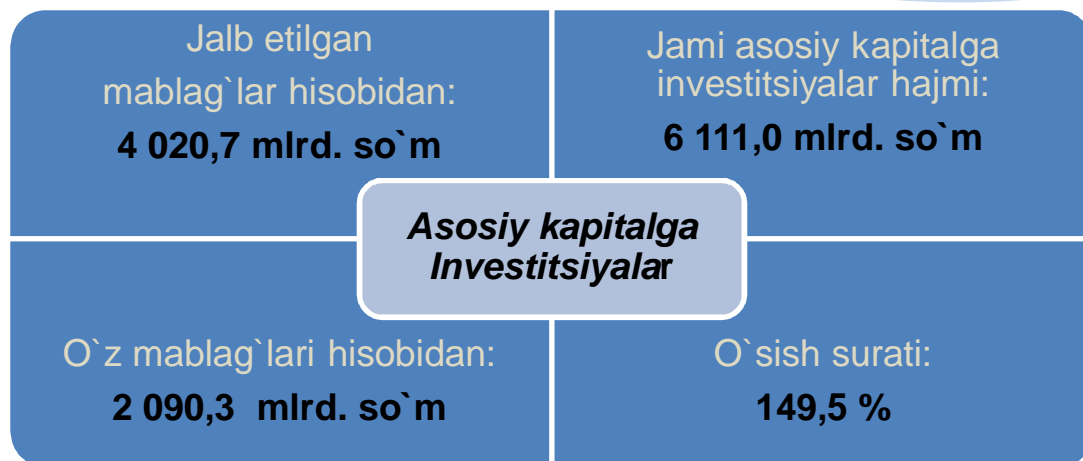 Jalb etilgan
mablag`lar hisobidan:
4 020,7 mlrd. so`m
Jami asosiy kapitalga
investitsiyalar hajmi:
6 111,0 mlrd. so`m
Asosiy kapitalga
Investitsiyalar
O`z mablag`lari hisobidan:
2 090,3 mlrd. so`m
O`sish surati:
149,5 %